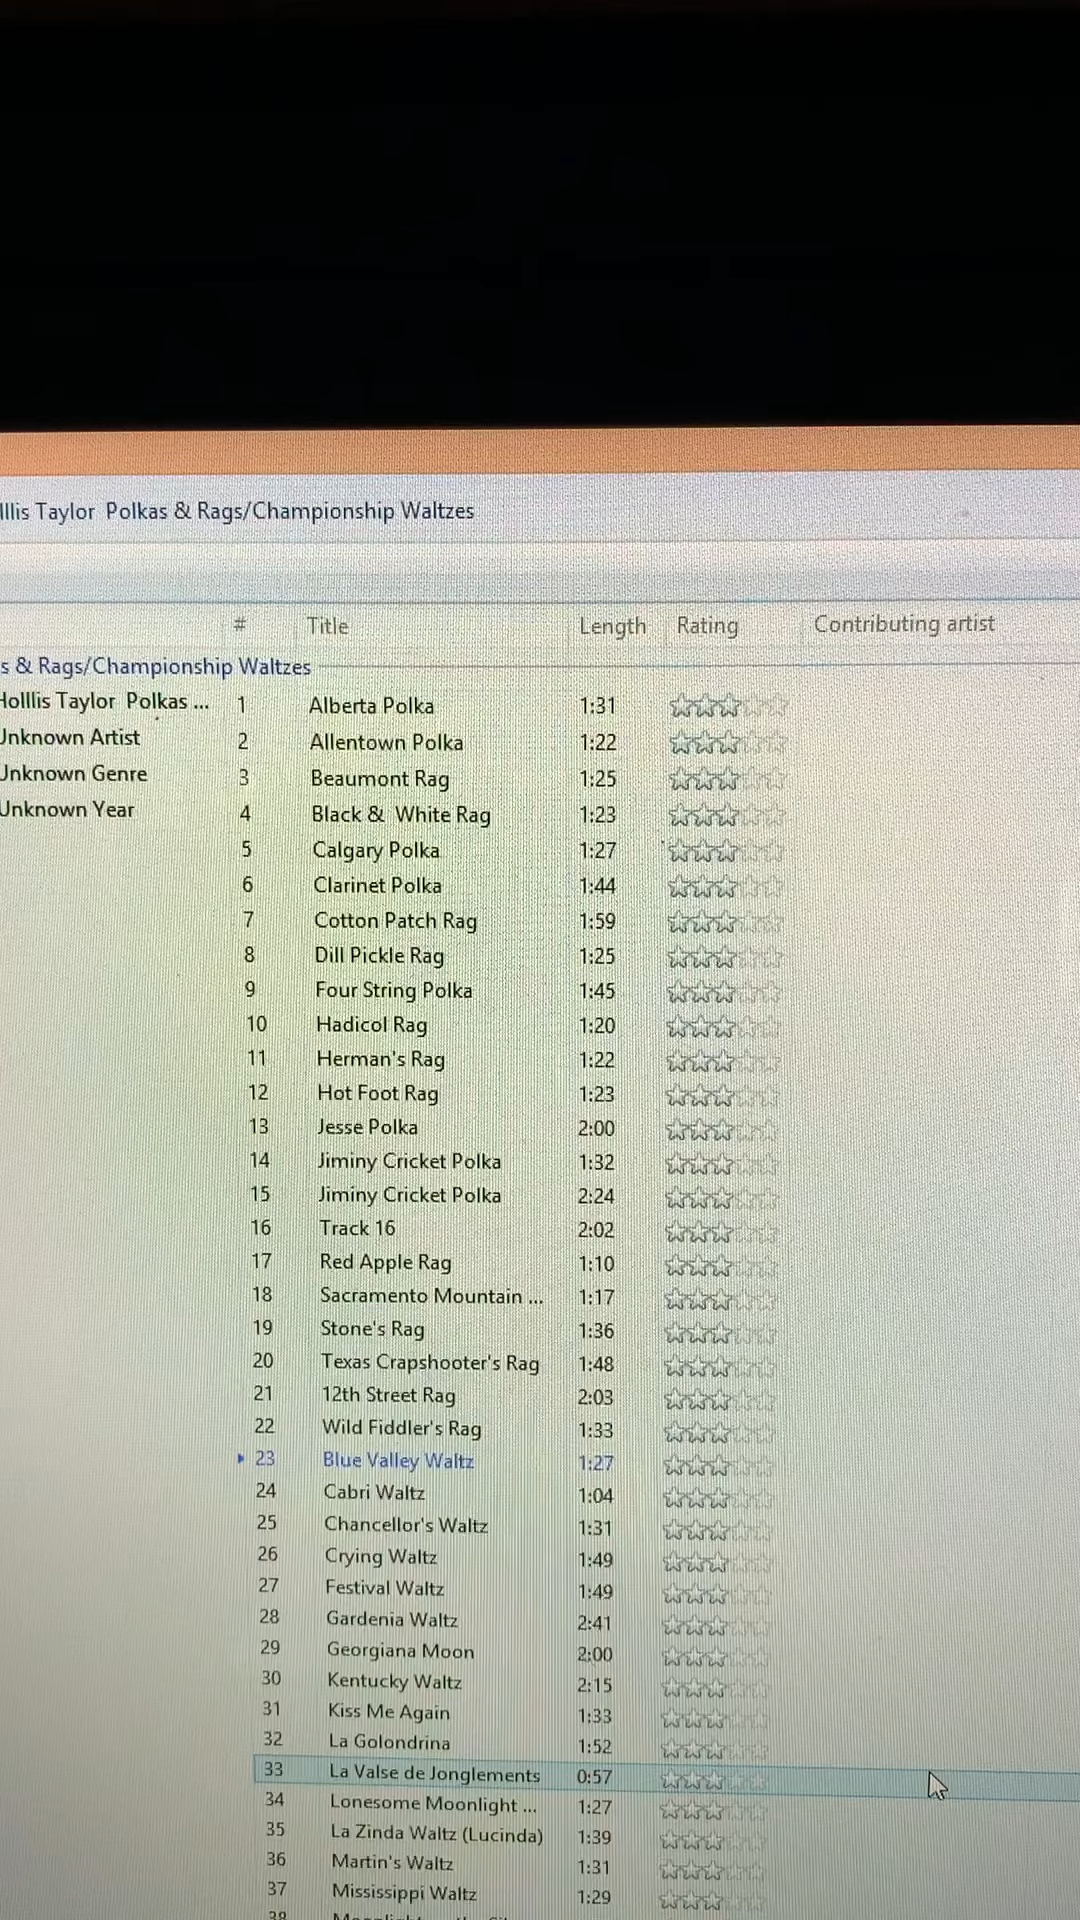 lllis Taylor  Polkas & Rags/Championship Waltzes
# Title Length Rating Contributing artist
s & Rags/Championship Waltzes
Holllis Taylor  Polkas ... 1 Alberta Polka 1:31
Unknown Artist 2 Allentown Polka 1:22
Unknown Genre 3 Beaumont Rag 1:25
Unknown Year 4 Black &  White Rag 1:23
5 Calgary Polka 1:27
6 Clarinet Polka 1:44
7 Cotton Patch Rag 1:59
8 Dill Pickle Rag 1:25
9 Four String Polka 1:45
10 Hadicol Rag 1:20
11 Herman's Rag 1:22
12 Hot Foot Rag 1:23
13 Jesse Polka 2:00
14 Jiminy Cricket Polka 1:32
15 Jiminy Cricket Polka 2:24
16 Track 16 2:02
17 Red Apple Rag 1:10
18 Sacramento Mountain ... 1:17
19 Stone's Rag 1:36
20 Texas Crapshooter's Rag 1:48
21 12th Street Rag 2:03
22 Wild Fiddler's Rag 1:33
23 Blue Valley Waltz 1:27
24 Cabri Waltz 1:04
25 Chancellor's Waltz 1:31
26 Crying Waltz 1:49
27 Festival Waltz 1:49
28 Gardenia Waltz 2:41
29 Georgiana Moon 2:00
30 Kentucky Waltz 2:15
31 Kiss Me Again 1:33
32 La Golondrina 1:52
33 La Valse de Jonglements 0:57
34 Lonesome Moonlight ... 1:27
35 La Zinda Waltz (Lucinda) 1:39
36 Martin's Waltz 1:31
37 Mississippi Waltz 1:29
38